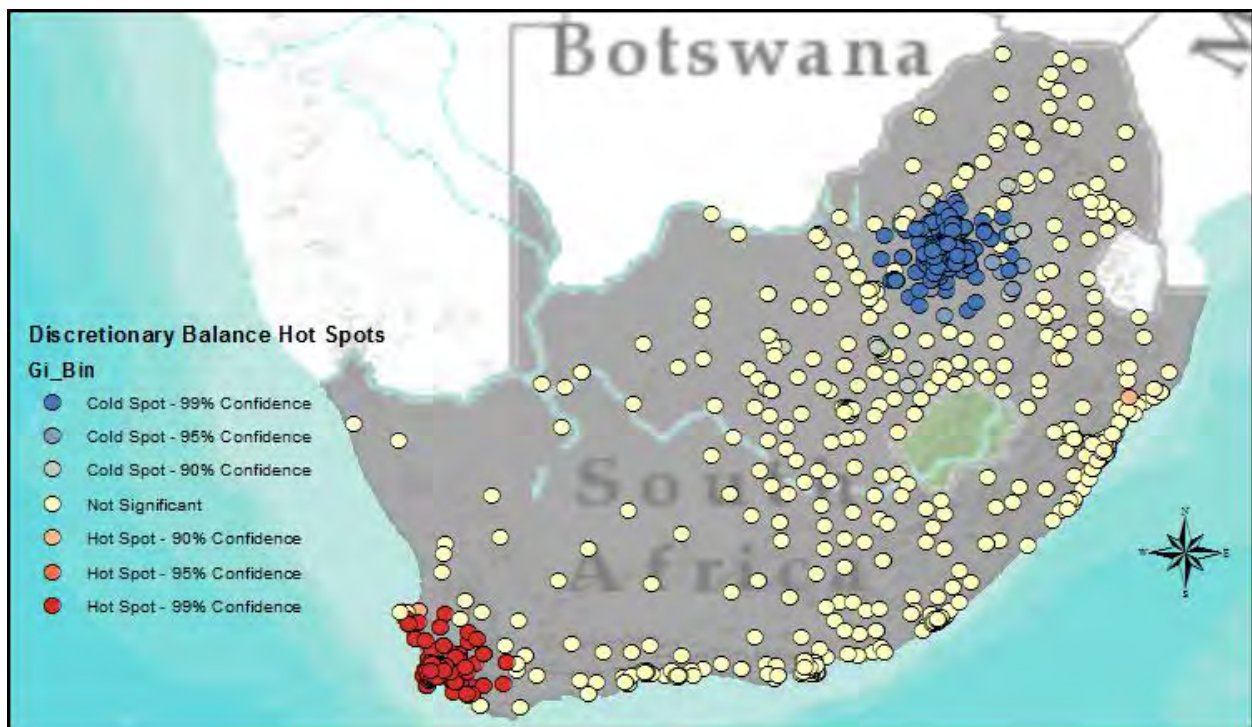 Botswana
M
Discretionary Balance Hot Spots
Gi_Bin
Cold Spot - 99% Confidence
Cold Spot - 95% Confidence
Cold Spot - 90% Confidence
Not Significant
Hot Spot - 90% Confidence
Hot Spot - 95% Confidence
Hot Spot - 99% Confidence
South
Africa
N
W E
S